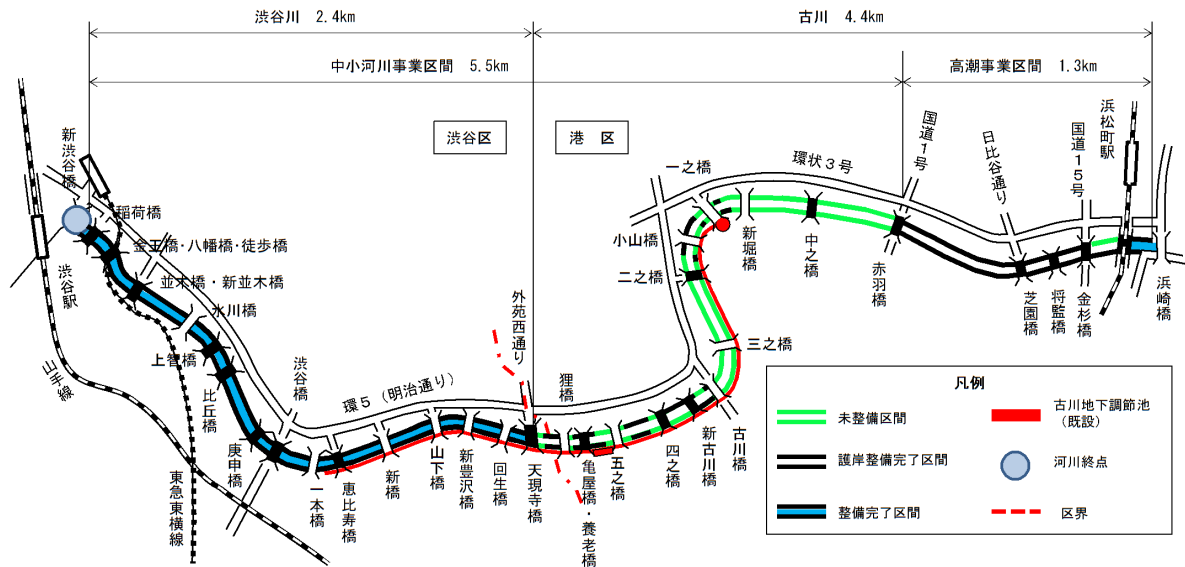 渋谷川 2.4km
古川 4.4km
中小河川事業区間 5.5km
高潮事業区間 1.3km
渋谷区
港 区
新渋谷橋
稲荷橋
金王橋・八幡橋・徒歩橋
並木橋・新並木橋
氷川橋
渋谷駅
上智橋
山手線
比丘橋
庚申橋
東急東横線
渋谷橋
一本橋
恵比寿橋
新橋
環5（明治通り）
山下橋
新豊沢橋
回生橋
天現寺橋
外苑西通り
狸橋
亀屋橋・養老橋
五之橋
四之橋
新古川橋
古川橋
三之橋
二之橋
小山橋
一之橋
新堀橋
環状3号
中之橋
国道1号
赤羽橋
日比谷通り
芝園橋
将監橋
国道15号
金杉橋
浜松町駅
浜崎橋
凡例
未整備区間
護岸整備完了区間
整備完了区間
古川地下調節池
（既設）
河川終点
区界